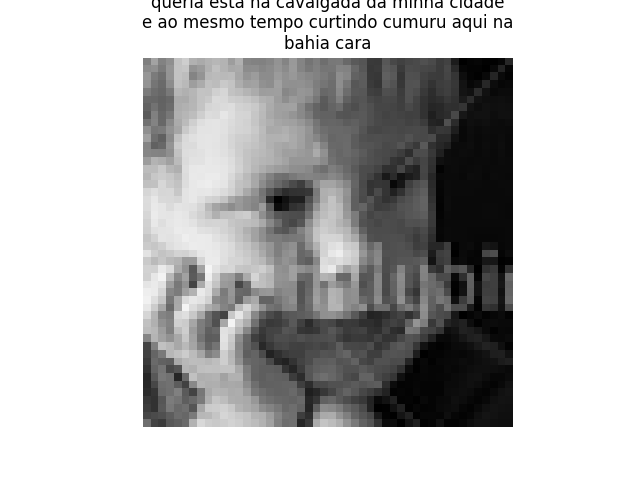 queria esta na cavalgada da minha cidade
e ao mesmo tempo curtindo cumuru aqui na
bahia cara